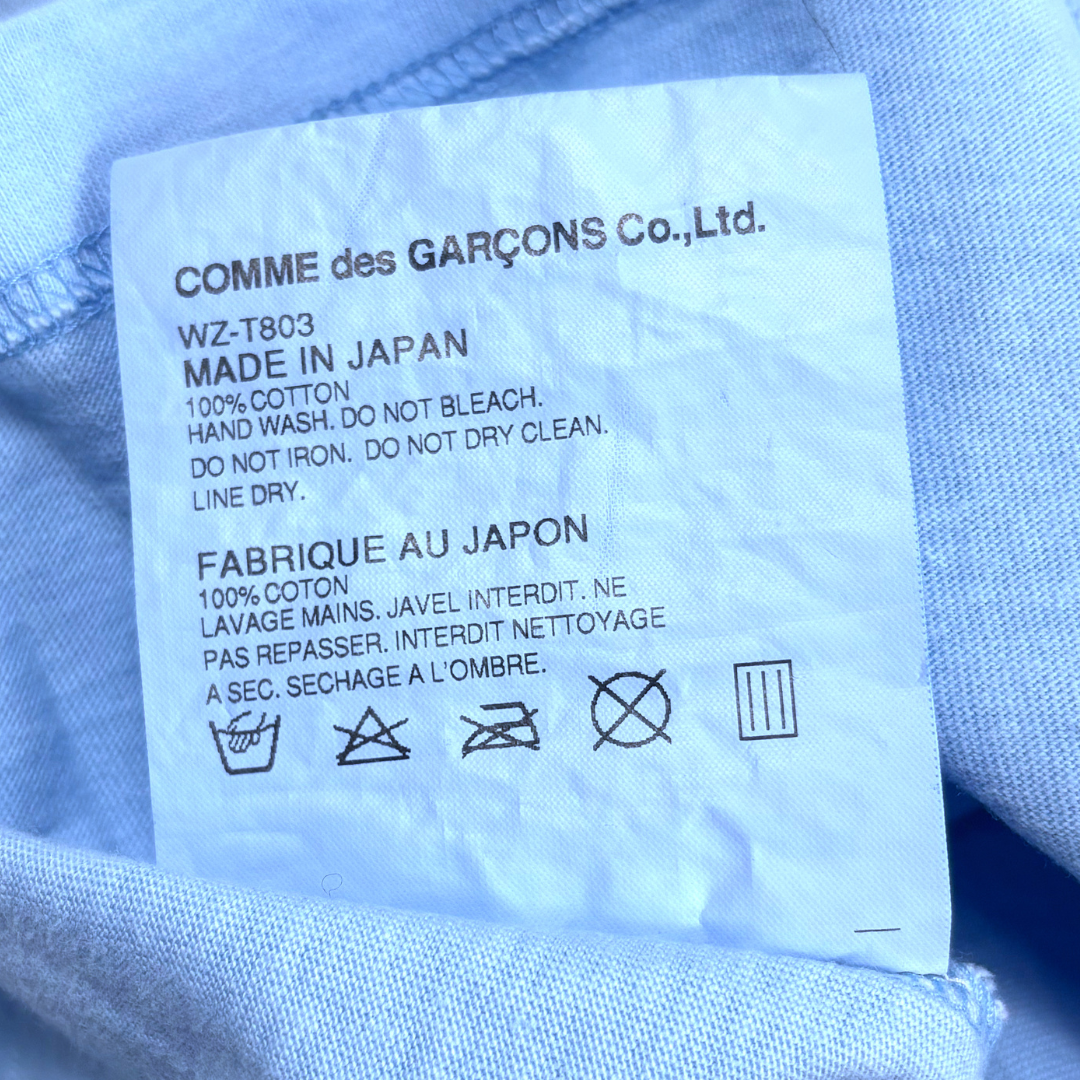 COMME des GARÇONS Co.,Ltd.
WZ-T803
MADE IN JAPAN
100% COTTON
HAND WASH. DO NOT BLEACH.
DO NOT IRON. DO NOT DRY CLEAN.
LINE DRY.
FABRIQUE AU JAPON
100% COTON
LAVAGE MAINS. JAVEL INTERDIT. NE
PAS REPASSER. INTERDIT NETTOYAGE
A SEC. SECHAGE A L'OMBRE.